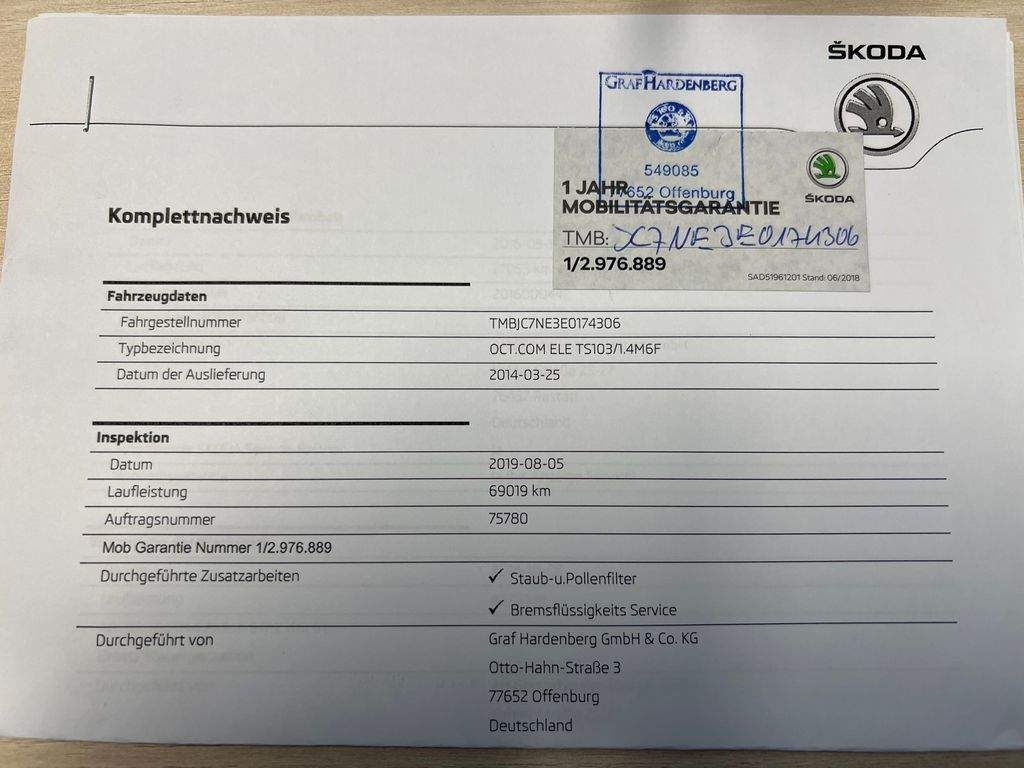 ŠKODA
GRAF HARDENBERG
549085
77652 Offenburg
1 JAHR
MOBILITÄTSGARANTIE
ŠKODA
TMB: JC7NE3E0174306
1/2.976.889
SAD51961201 Stand: 06/2018
Komplettnachweis
Fahrzeugdaten
Fahrgestellnummer TMBJC7NE3E0174306
Typbezeichnung OCT.COM ELE TS103/1.4M6F
Datum der Auslieferung 2014-03-25
Inspektion
Datum 2019-08-05
Laufleistung 69019 km
Auftragsnummer 75780
Mob Garantie Nummer 1/2.976.889
Durchgeführte Zusatzarbeiten ✓ Staub-u.Pollenfilter
✓ Bremsflüssigkeits Service
Durchgeführt von Graf Hardenberg GmbH & Co. KG
Otto-Hahn-Straße 3
77652 Offenburg
Deutschland